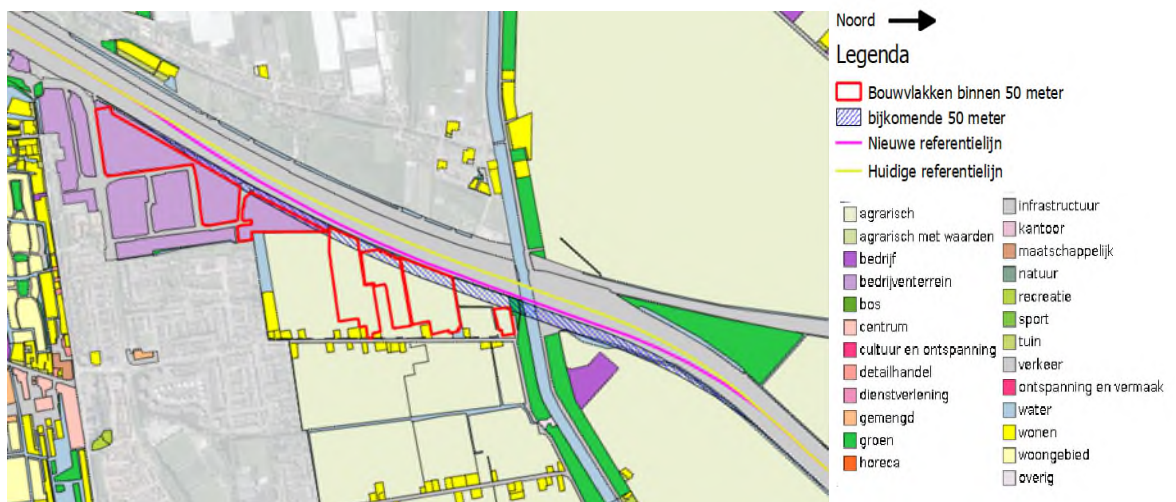 Noord
Legenda
Bouwvlakken binnen 50 meter
bijkomende 50 meter
Nieuwe referentielijn
Huidige referentielijn
agrarisch
agrarisch met waarden
bedrijf
bedrijventerrein
bos
centrum
cultuur en ontspanning
detailhandel
dienstverlening
gemengd
groen
horeca
infrastructuur
kantoor
maatschappelijk
natuur
recreatie
sport
tuin
verkeer
ontspanning en vermaak
water
wonen
woongebied
overig